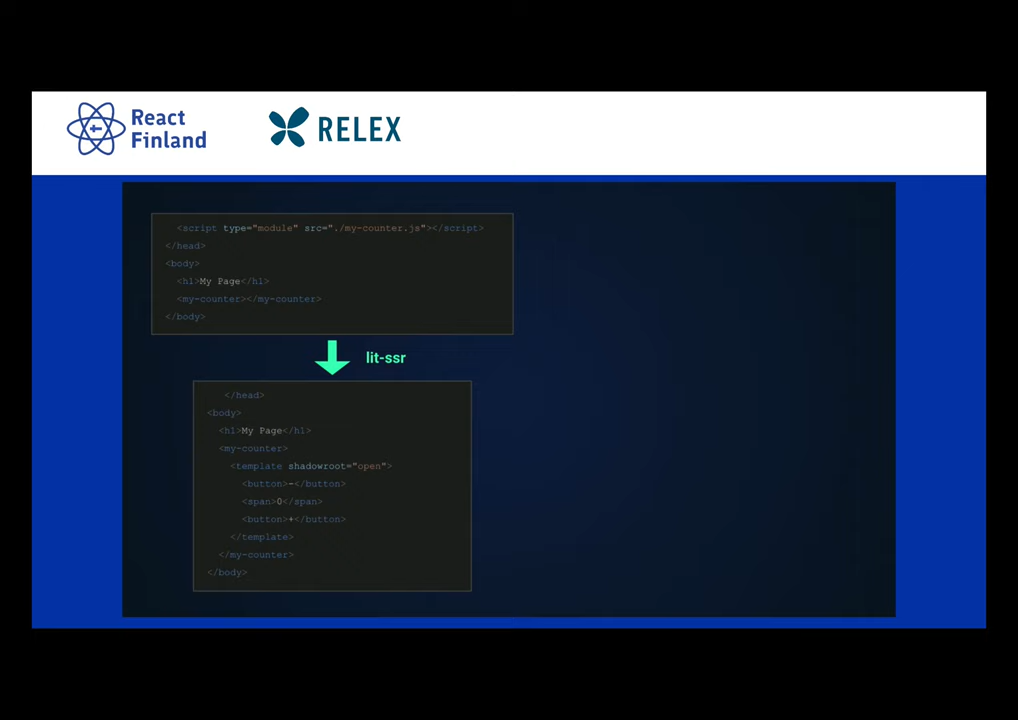 React
Finland
RELEX
<script type="module" src="./my-counter.js"></script>
</head>
<body>
<h1>My Page</h1>
<my-counter></my-counter>
</body>
lit-ssr
</head>
<body>
<h1>My Page</h1>
<my-counter>
<template shadowroot="open">
<button>-</button>
<span>0</span>
<button>+</button>
</template>
</my-counter>
</body>